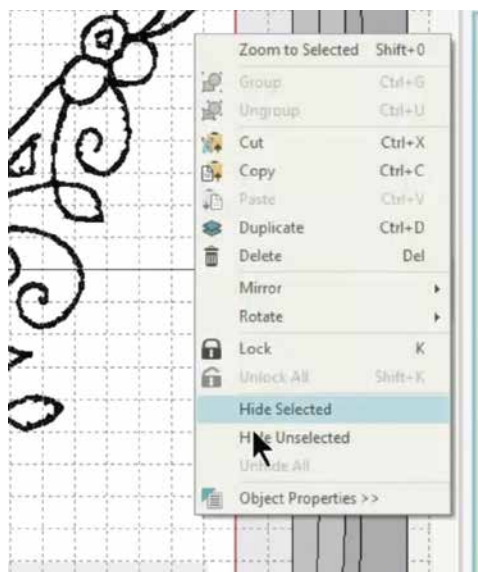 Zoom to Selected Shift+0
Group Ctrl+G
Ungroup Ctrl+U
Cut Ctrl+X
Copy Ctrl+C
Paste Ctrl+V
Duplicate Ctrl+D
Delete Del
Mirror
Rotate
Lock K
Unlock All Shift+K
Hide Selected
Hide Unselected
Unhide All
Object Properties >>